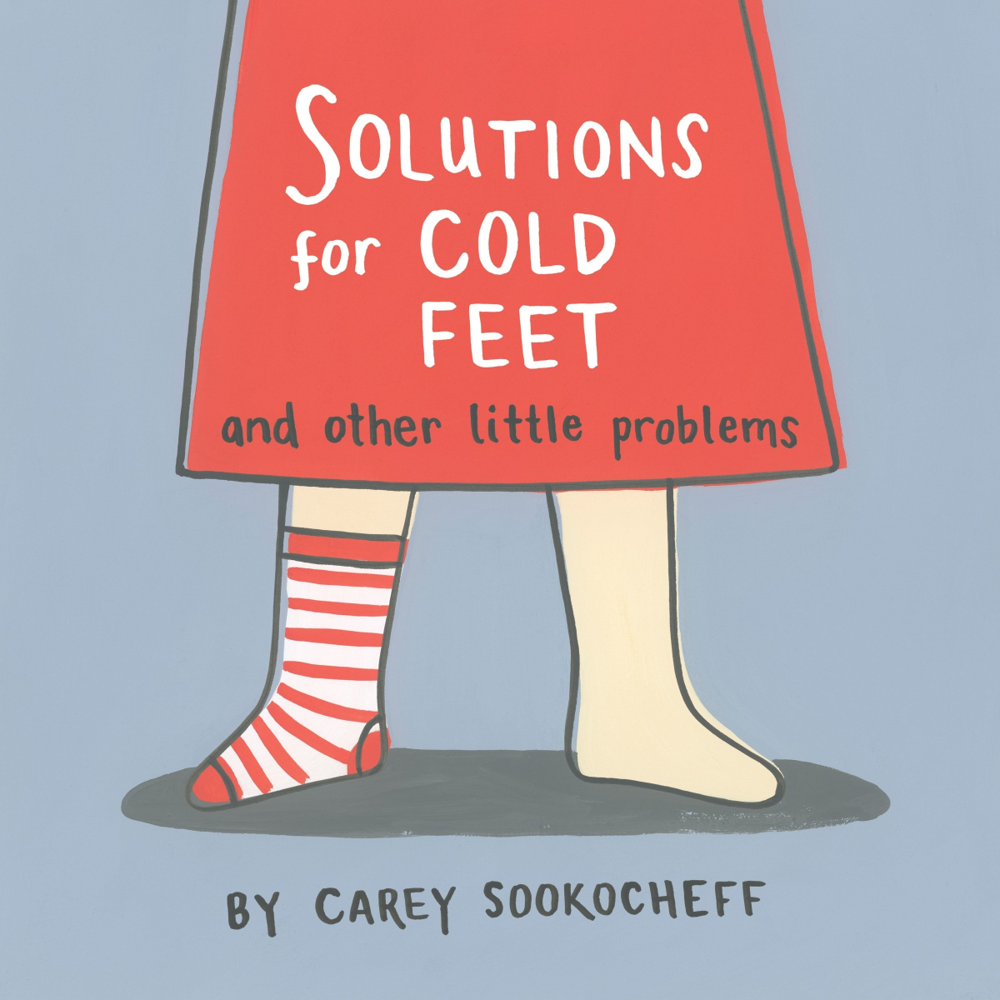 SOLUTIONS
for COLD
FEET
and other little problems
BY CAREY SOOKOCHEFF